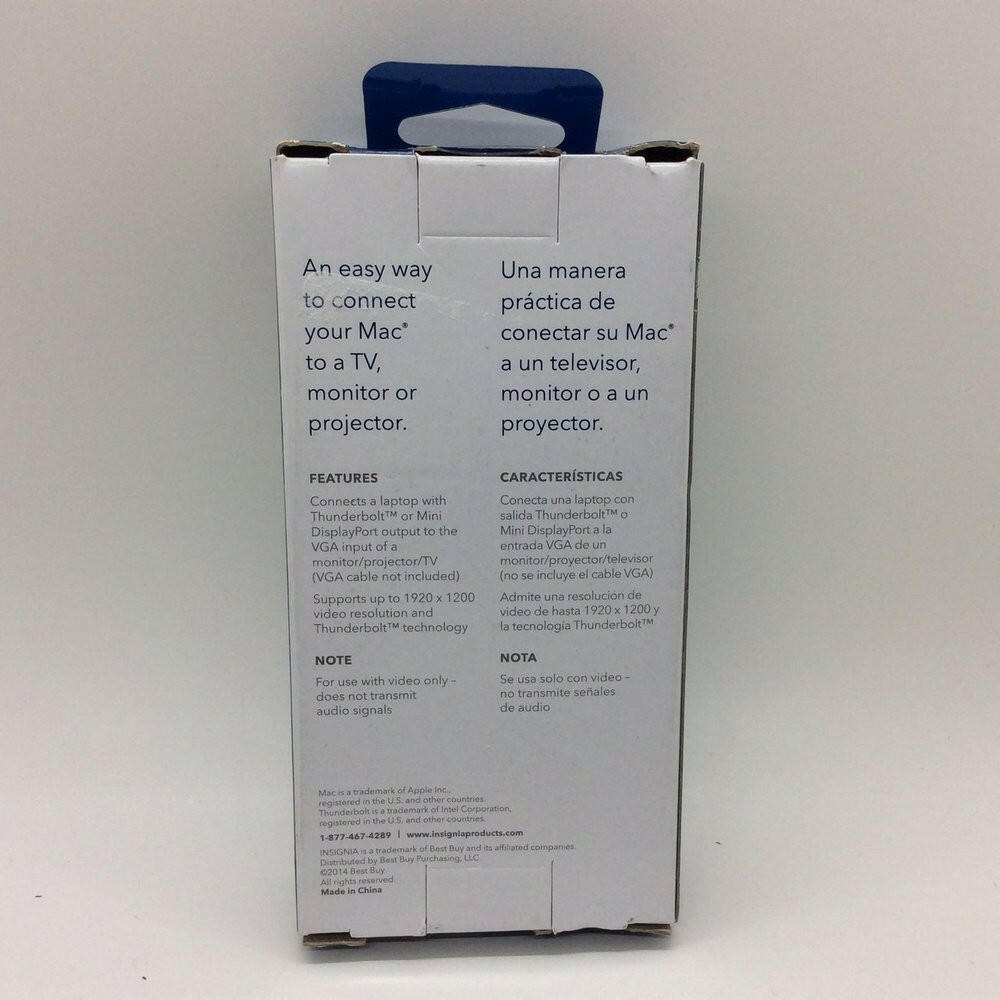 An easy way
to connect
your Mac®
to a TV,
monitor or
projector.
FEATURES
Connects a laptop with
Thunderbolt™ or Mini
DisplayPort output to the
VGA input of a
monitor/projector/TV
(VGA cable not included)
Supports up to 1920 x 1200
video resolution and
Thunderbolt™ technology
NOTE
For use with video only –
does not transmit
audio signals
Una manera
práctica de
conectar su Mac®
a un televisor,
monitor o a un
proyector.
CARACTERÍSTICAS
Conecta una laptop con
salida Thunderbolt™ o
Mini DisplayPort a la
entrada VGA de un
monitor/proyector/televisor
(no se incluye el cable VGA)
Admite una resolución de
video de hasta 1920 x 1200 y
la tecnología Thunderbolt™
NOTA
Se usa solo con video –
no transmite señales
de audio
Mac is a trademark of Apple Inc.,
registered in the U.S. and other countries.
Thunderbolt is a trademark of Intel Corporation,
registered in the U.S. and other countries.
1-877-467-4289 | www.insigniaproducts.com
INSIGNIA is a trademark of Best Buy and its affiliated companies.
Distributed by Best Buy Purchasing, LLC
©2014 Best Buy
All rights reserved.
Made in China